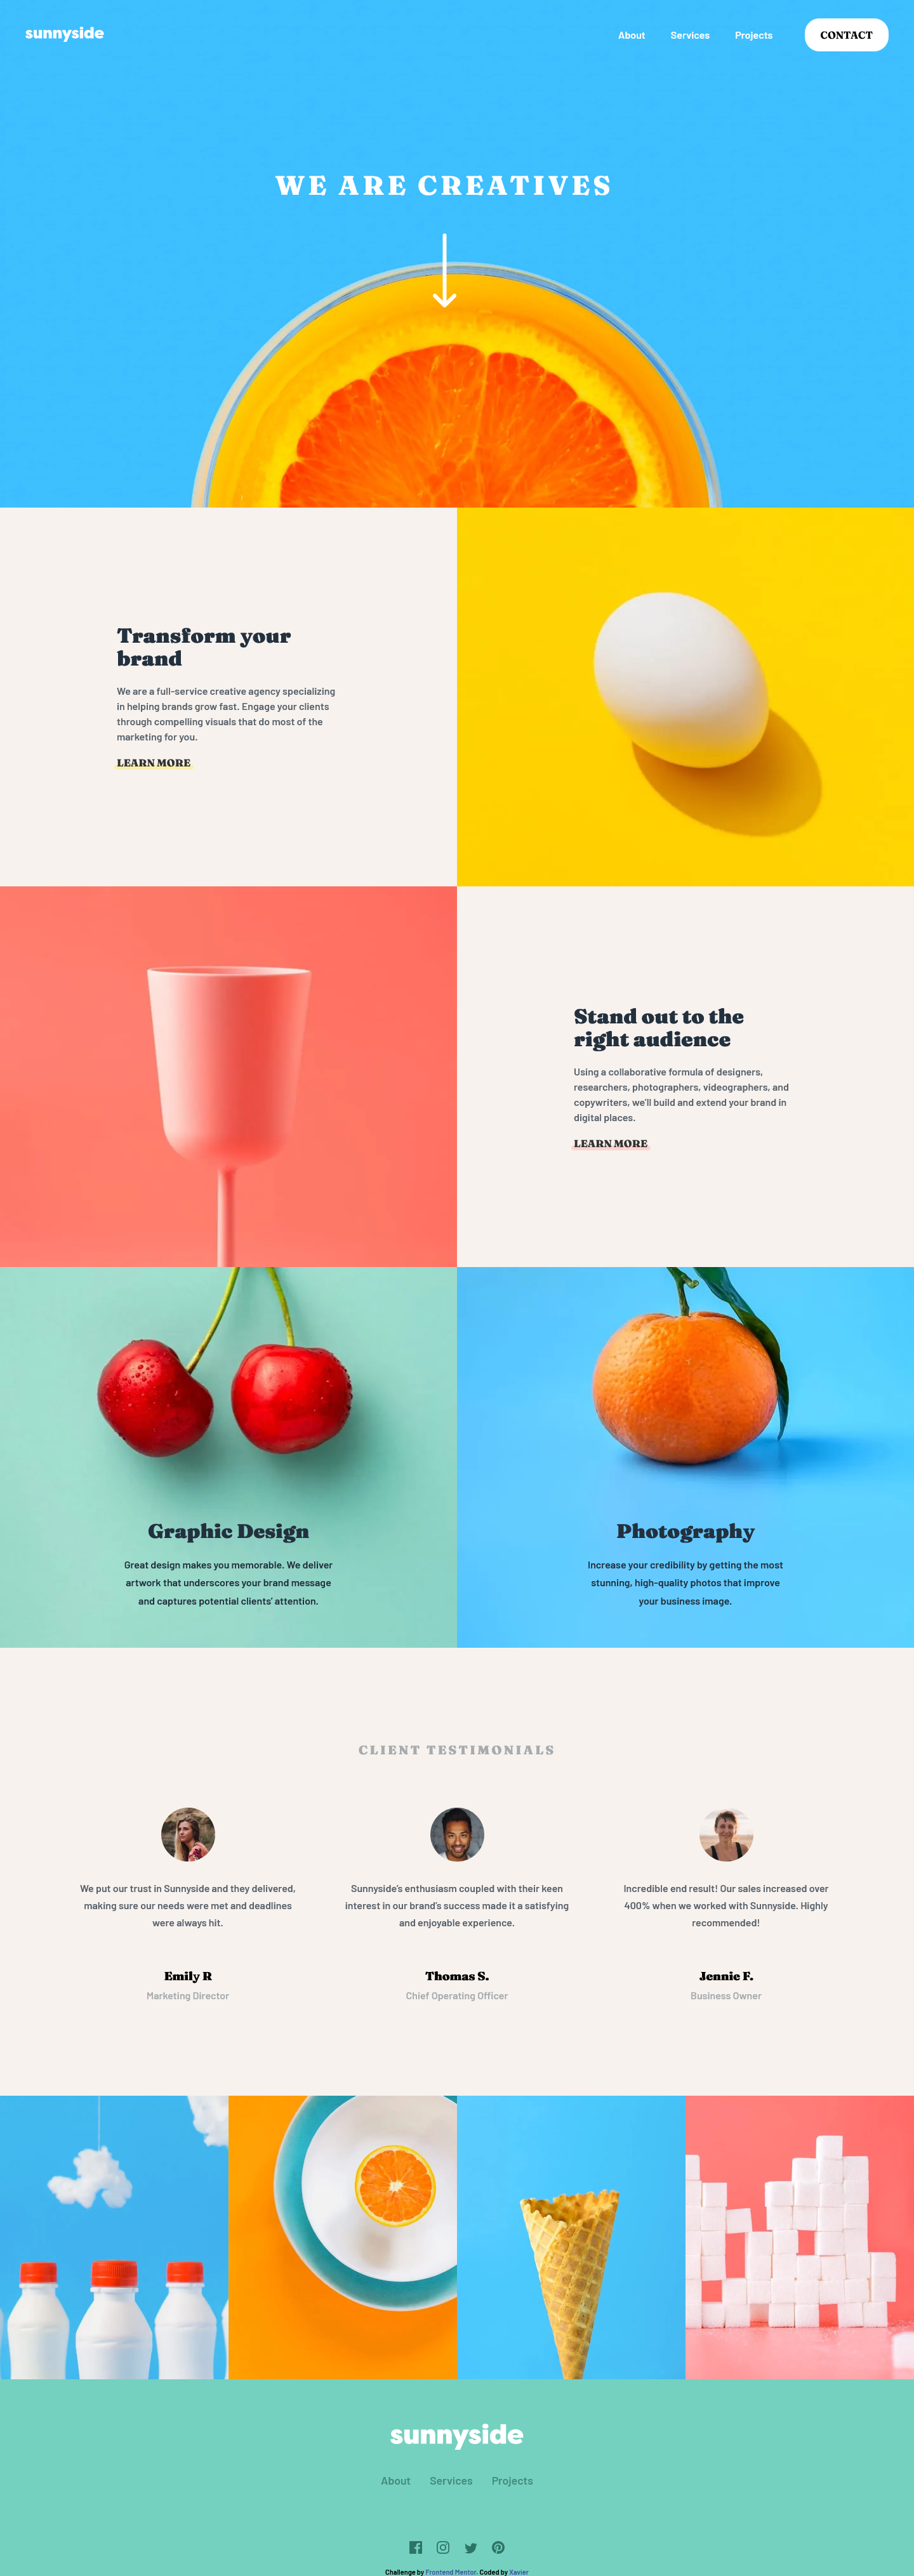 sunnyside
About Services Projects CONTACT
WE ARE CREATIVES
Transform your
brand
We are a full-service creative agency specializing
in helping brands grow fast. Engage your clients
through compelling visuals that do most of the
marketing for you.
LEARN MORE
Stand out to the
right audience
Using a collaborative formula of designers,
researchers, photographers, videographers, and
copywriters, we'll build and extend your brand in
digital places.
LEARN MORE
Graphic Design
Great design makes you memorable. We deliver
artwork that underscores your brand message
and captures potential clients' attention.
Photography
Increase your credibility by getting the most
stunning, high-quality photos that improve
your business image.
CLIENT TESTIMONIALS
We put our trust in Sunnyside and they delivered,
making sure our needs were met and deadlines
were always hit.
Emily R
Marketing Director
Sunnyside's enthusiasm coupled with their keen
interest in our brand's success made it a satisfying
and enjoyable experience.
Thomas S.
Chief Operating Officer
Incredible end result! Our sales increased over
400% when we worked with Sunnyside. Highly
recommended!
Jennie F.
Business Owner
sunnyside
About Services Projects
Challenge by Frontend Mentor. Coded by Xavier